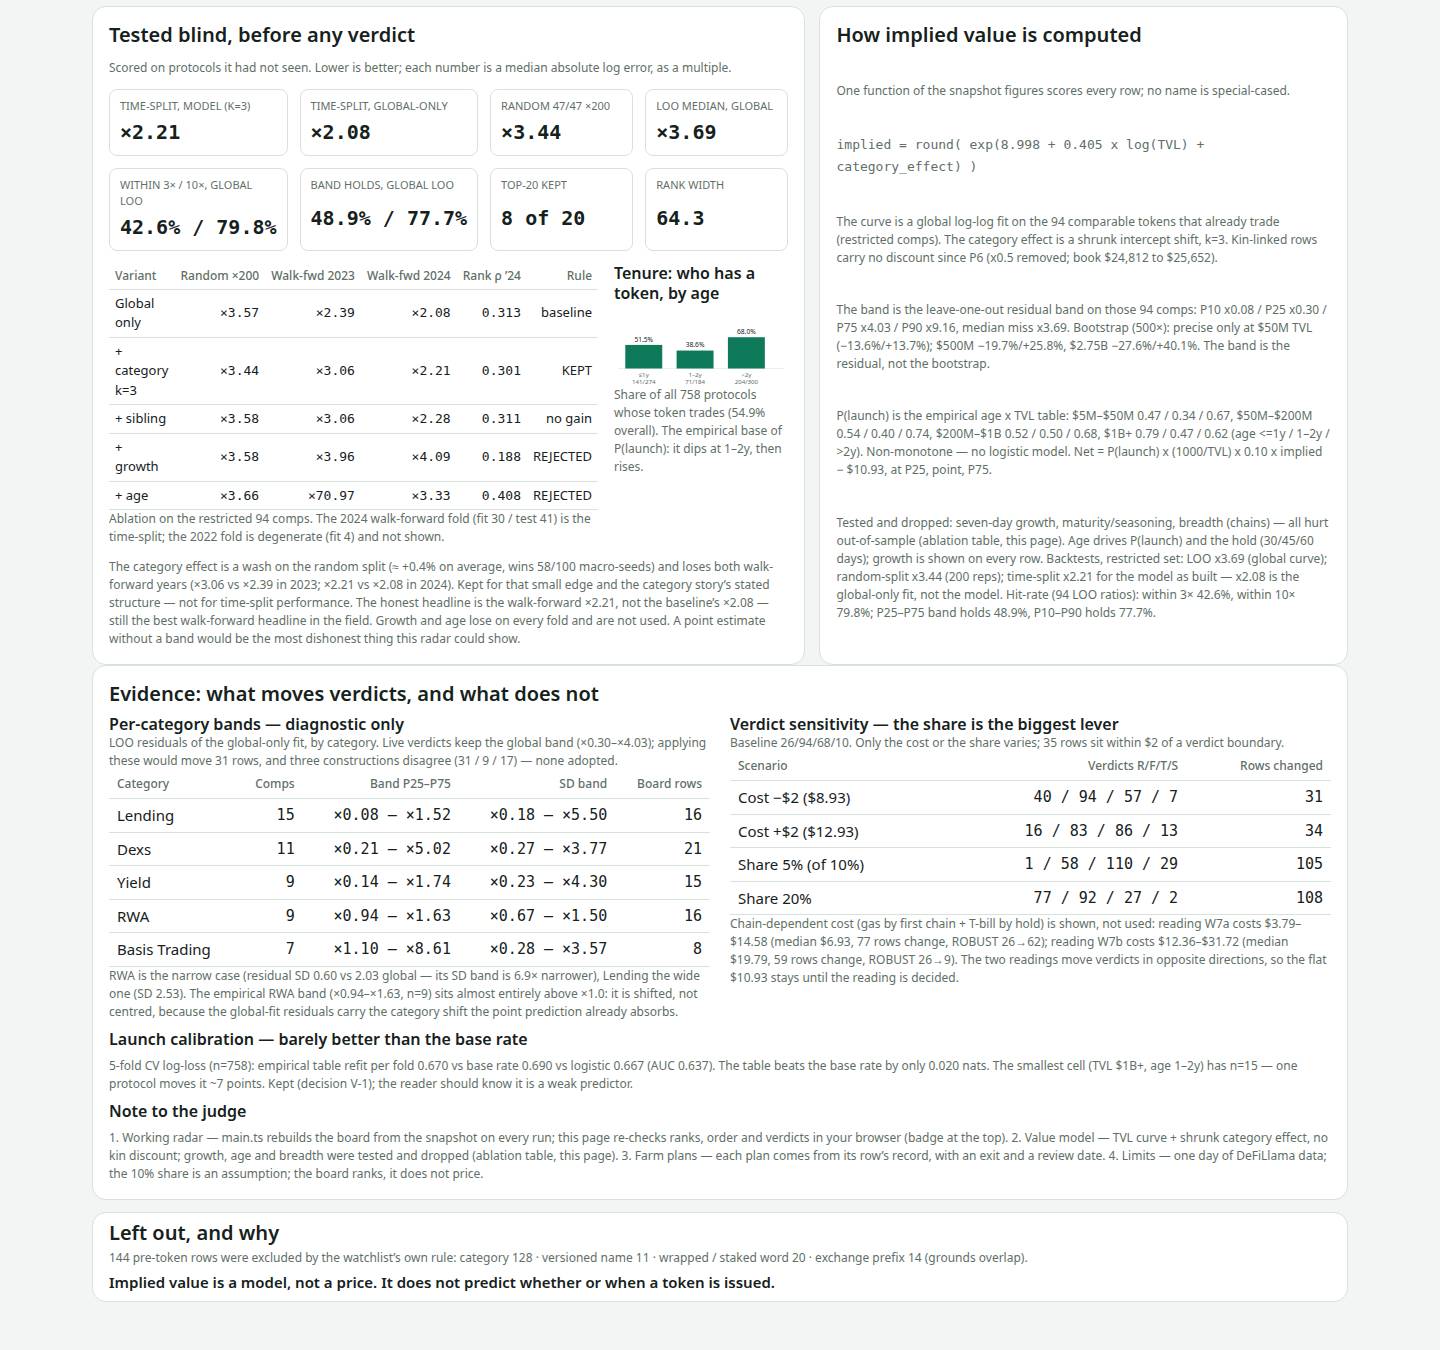 Tested blind, before any verdict
Scored on protocols it had not seen. Lower is better; each number is a median absolute log error, as a multiple.
TIME-SPLIT, MODEL (K=3)
×2.21
TIME-SPLIT, GLOBAL-ONLY
×2.08
RANDOM 47/47 ×200
×3.44
LOO MEDIAN, GLOBAL
×3.69
WITHIN 3× / 10×, GLOBAL
LOO
42.6% / 79.8%
BAND HOLDS, GLOBAL LOO
48.9% / 77.7%
TOP-20 KEPT
8 of 20
RANK WIDTH
64.3
Variant Random ×200 Walk-fwd 2023 Walk-fwd 2024 Rank ρ ’24 Rule
Global
only
×3.57 ×2.39 ×2.08 0.313 baseline
+
category
k=3
×3.44 ×3.06 ×2.21 0.301 KEPT
+ sibling ×3.58 ×3.06 ×2.28 0.311 no gain
+
growth
×3.58 ×3.96 ×4.09 0.188 REJECTED
+ age ×3.66 ×70.97 ×3.33 0.408 REJECTED
Ablation on the restricted 94 comps. The 2024 walk-forward fold (fit 30 / test 41) is the
time-split; the 2022 fold is degenerate (fit 4) and not shown.
Tenure: who has a
token, by age
51.5% 38.6% 68.0%
≤1y 1–2y >2y
141/274 71/184 204/300
Share of all 758 protocols
whose token trades (54.9%
overall). The empirical base of
P(launch): it dips at 1–2y, then
rises.
The category effect is a wash on the random split (≈ +0.4% on average, wins 58/100 macro-seeds) and loses both walk-
forward years (×3.06 vs ×2.39 in 2023; ×2.21 vs ×2.08 in 2024). Kept for that small edge and the category story’s stated
structure — not for time-split performance. The honest headline is the walk-forward ×2.21, not the baseline’s ×2.08 —
still the best walk-forward headline in the field. Growth and age lose on every fold and are not used. A point estimate
without a band would be the most dishonest thing this radar could show.
How implied value is computed
One function of the snapshot figures scores every row; no name is special-cased.
implied = round( exp(8.998 + 0.405 x log(TVL) +
category_effect) )
The curve is a global log-log fit on the 94 comparable tokens that already trade
(restricted comps). The category effect is a shrunk intercept shift, k=3. Kin-linked rows
carry no discount since P6 (x0.5 removed; book $24,812 to $25,652).
The band is the leave-one-out residual band on those 94 comps: P10 x0.08 / P25 x0.30 /
P75 x4.03 / P90 x9.16, median miss x3.69. Bootstrap (500×): precise only at $50M TVL
(−13.6%/+13.7%); $500M −19.7%/+25.8%, $2.75B −27.6%/+40.1%. The band is the
residual, not the bootstrap.
P(launch) is the empirical age x TVL table: $5M–$50M 0.47 / 0.34 / 0.67, $50M–$200M
0.54 / 0.40 / 0.74, $200M–$1B 0.52 / 0.50 / 0.68, $1B+ 0.79 / 0.47 / 0.62 (age <=1y / 1–2y /
>2y). Non-monotone — no logistic model. Net = P(launch) x (1000/TVL) x 0.10 x implied
− $10.93, at P25, point, P75.
Tested and dropped: seven-day growth, maturity/seasoning, breadth (chains) — all hurt
out-of-sample (ablation table, this page). Age drives P(launch) and the hold (30/45/60
days); growth is shown on every row. Backtests, restricted set: LOO x3.69 (global curve);
random-split x3.44 (200 reps); time-split x2.21 for the model as built — x2.08 is the
global-only fit, not the model. Hit-rate (94 LOO ratios): within 3× 42.6%, within 10×
79.8%; P25–P75 band holds 48.9%, P10–P90 holds 77.7%.
Evidence: what moves verdicts, and what does not
Per-category bands — diagnostic only
LOO residuals of the global-only fit, by category. Live verdicts keep the global band (×0.30–×4.03); applying
these would move 31 rows, and three constructions disagree (31 / 9 / 17) — none adopted.
Category Comps Band P25–P75 SD band Board rows
Lending 15 ×0.08 — ×1.52 ×0.18 — ×5.50 16
Dexs 11 ×0.21 — ×5.02 ×0.27 — ×3.77 21
Yield 9 ×0.14 — ×1.74 ×0.23 — ×4.30 15
RWA 9 ×0.94 — ×1.63 ×0.67 — ×1.50 16
Basis Trading 7 ×1.10 — ×8.61 ×0.28 — ×3.57 8
RWA is the narrow case (residual SD 0.60 vs 2.03 global — its SD band is 6.9× narrower), Lending the wide
one (SD 2.53). The empirical RWA band (×0.94–×1.63, n=9) sits almost entirely above ×1.0: it is shifted, not
centred, because the global-fit residuals carry the category shift the point prediction already absorbs.
Verdict sensitivity — the share is the biggest lever
Baseline 26/94/68/10. Only the cost or the share varies; 35 rows sit within $2 of a verdict boundary.
Scenario Verdicts R/F/T/S Rows changed
Cost −$2 ($8.93) 40 / 94 / 57 / 7 31
Cost +$2 ($12.93) 16 / 83 / 86 / 13 34
Share 5% (of 10%) 1 / 58 / 110 / 29 105
Share 20% 77 / 92 / 27 / 2 108
Chain-dependent cost (gas by first chain + T-bill by hold) is shown, not used: reading W7a costs $3.79–
$14.58 (median $6.93, 77 rows change, ROBUST 26→62); reading W7b costs $12.36–$31.72 (median
$19.79, 59 rows change, ROBUST 26→9). The two readings move verdicts in opposite directions, so the flat
$10.93 stays until the reading is decided.
Launch calibration — barely better than the base rate
5-fold CV log-loss (n=758): empirical table refit per fold 0.670 vs base rate 0.690 vs logistic 0.667 (AUC 0.637). The table beats the base rate by only 0.020 nats. The smallest cell (TVL $1B+, age 1–2y) has n=15 — one
protocol moves it ~7 points. Kept (decision V-1); the reader should know it is a weak predictor.
Note to the judge
1. Working radar — main.ts rebuilds the board from the snapshot on every run; this page re-checks ranks, order and verdicts in your browser (badge at the top). 2. Value model — TVL curve + shrunk category effect, no
kin discount; growth, age and breadth were tested and dropped (ablation table, this page). 3. Farm plans — each plan comes from its row’s record, with an exit and a review date. 4. Limits — one day of DeFiLlama data;
the 10% share is an assumption; the board ranks, it does not price.
Left out, and why
144 pre-token rows were excluded by the watchlist’s own rule: category 128 · versioned name 11 · wrapped / staked word 20 · exchange prefix 14 (grounds overlap).
Implied value is a model, not a price. It does not predict whether or when a token is issued.